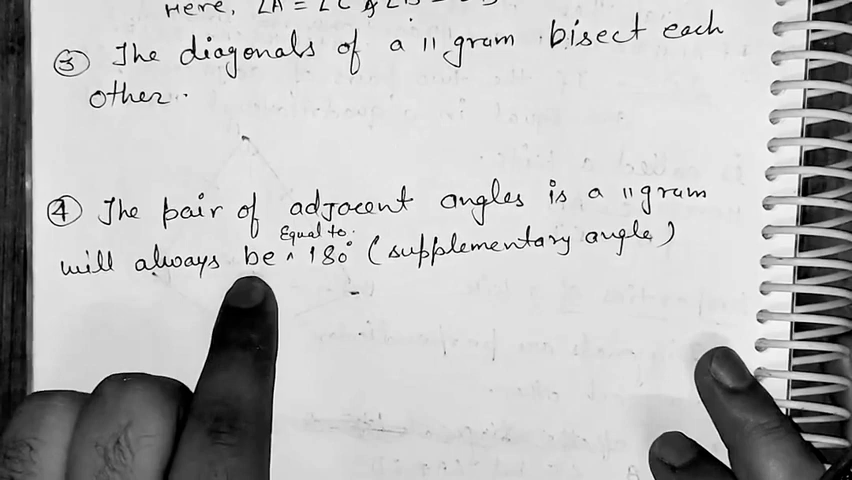 Here, ∠A = ∠C & ∠B =
③ The diagonals of a ॥gram bisect each
other.
④ The pair of adjacent angles is a ॥gram
Equal to.
will always be ^ 180° (supplementary angle)